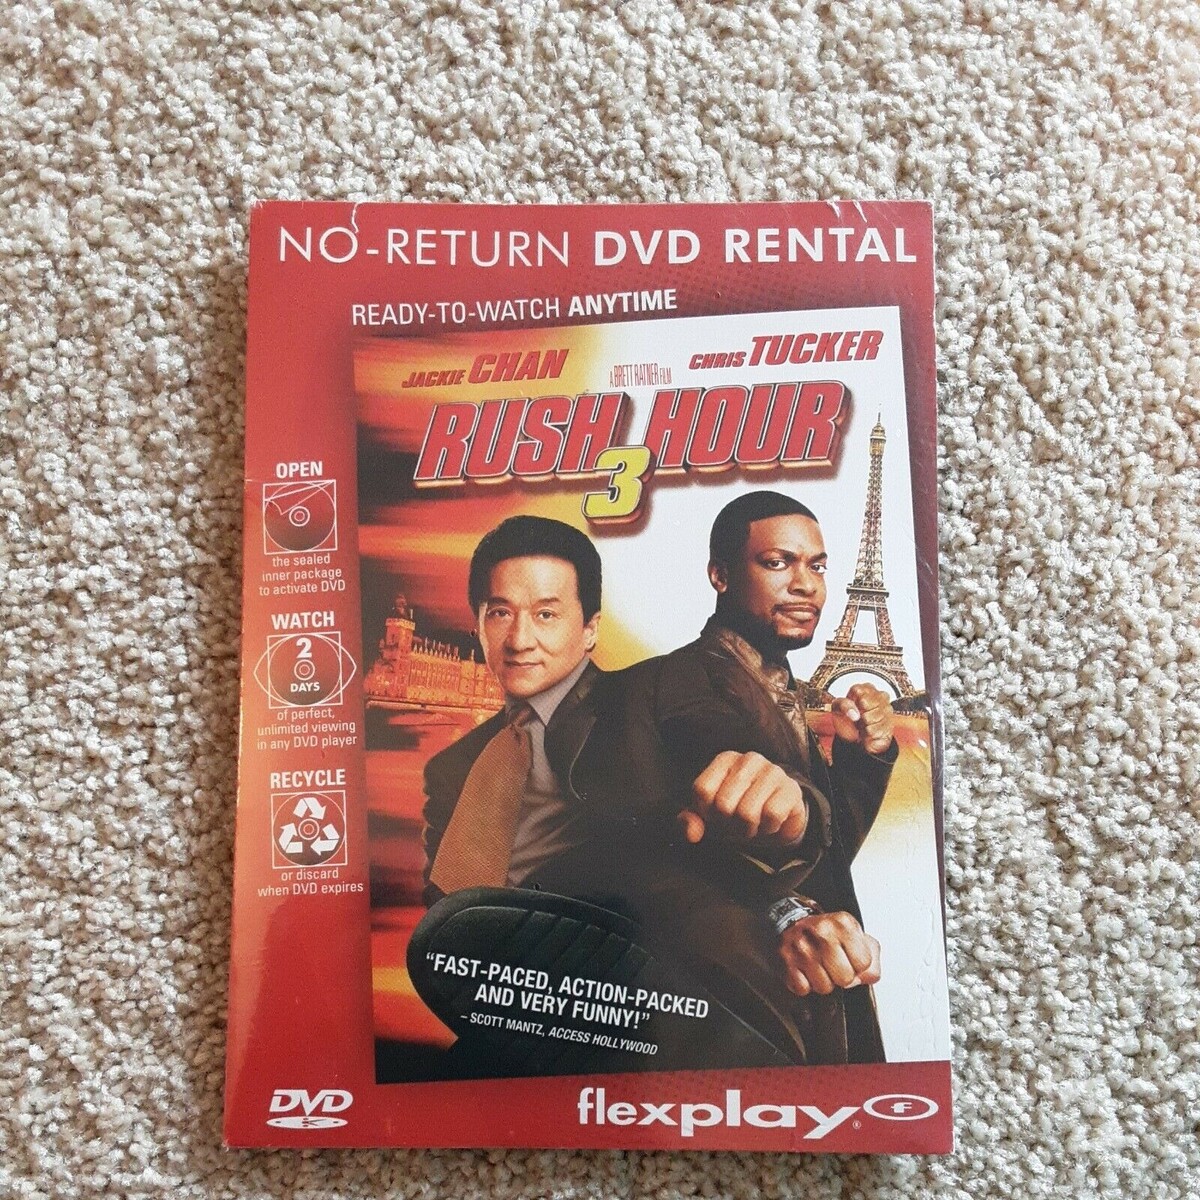 NO-RETURN DVD RENTAL
READY-TO-WATCH ANYTIME
JACKIE CHAN
A BRETT RATNER FILM
CHRIS TUCKER
RUSH HOUR
3
OPEN
the sealed
inner package
to activate DVD
WATCH
2
DAYS
of perfect,
unlimited viewing
in any DVD player
RECYCLE
or discard
when DVD expires
"FAST-PACED, ACTION-PACKED
AND VERY FUNNY!"
– SCOTT MANTZ, ACCESS HOLLYWOOD
DVD
flexplay® f